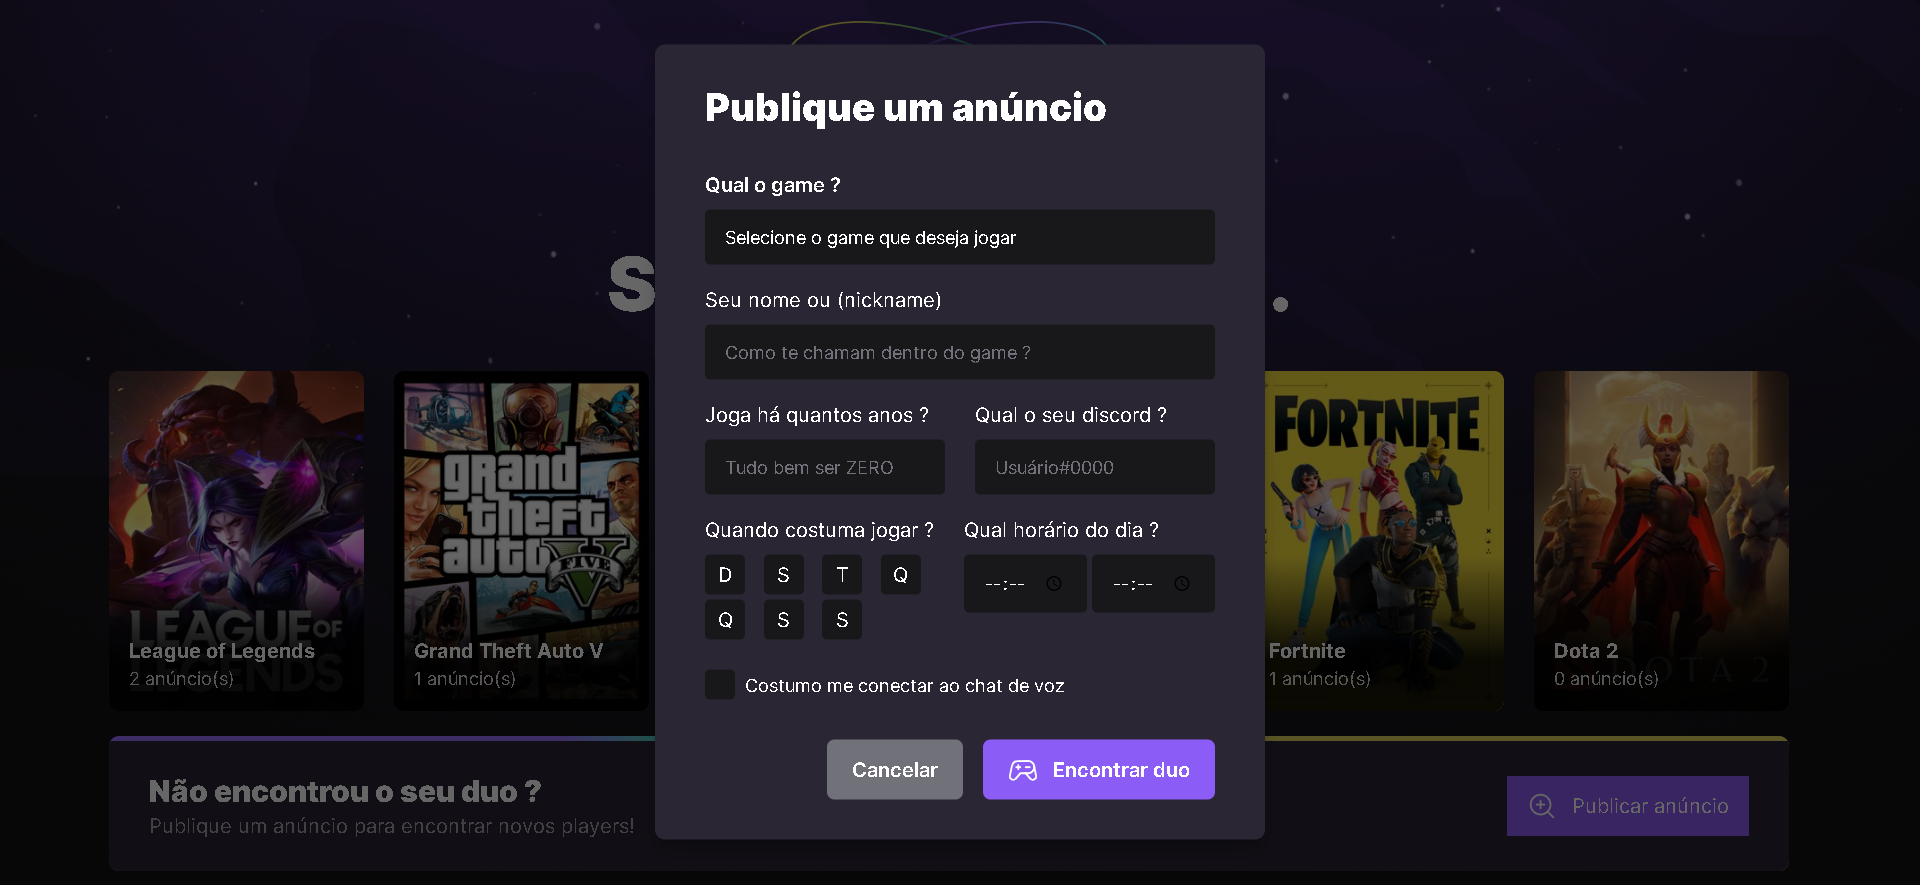 Publique um anúncio
Qual o game ?
Selecione o game que deseja jogar
S
.
Seu nome ou (nickname)
Como te chamam dentro do game ?
Joga há quantos anos ?
Qual o seu discord ?
Tudo bem ser ZERO
Usuário#0000
Quando costuma jogar ?
Qual horário do dia ?
D S T Q
--:-- --:--
Q S S
Costumo me conectar ao chat de voz
Cancelar
Encontrar duo
LEAGUE OF
LEGENDS
League of Legends
2 anúncio(s)
grand
theft
auto V
FIVE
Grand Theft Auto V
1 anúncio(s)
FORTNITE
Fortnite
1 anúncio(s)
DOTA 2
Dota 2
0 anúncio(s)
Não encontrou o seu duo ?
Publique um anúncio para encontrar novos players!
Publicar anúncio